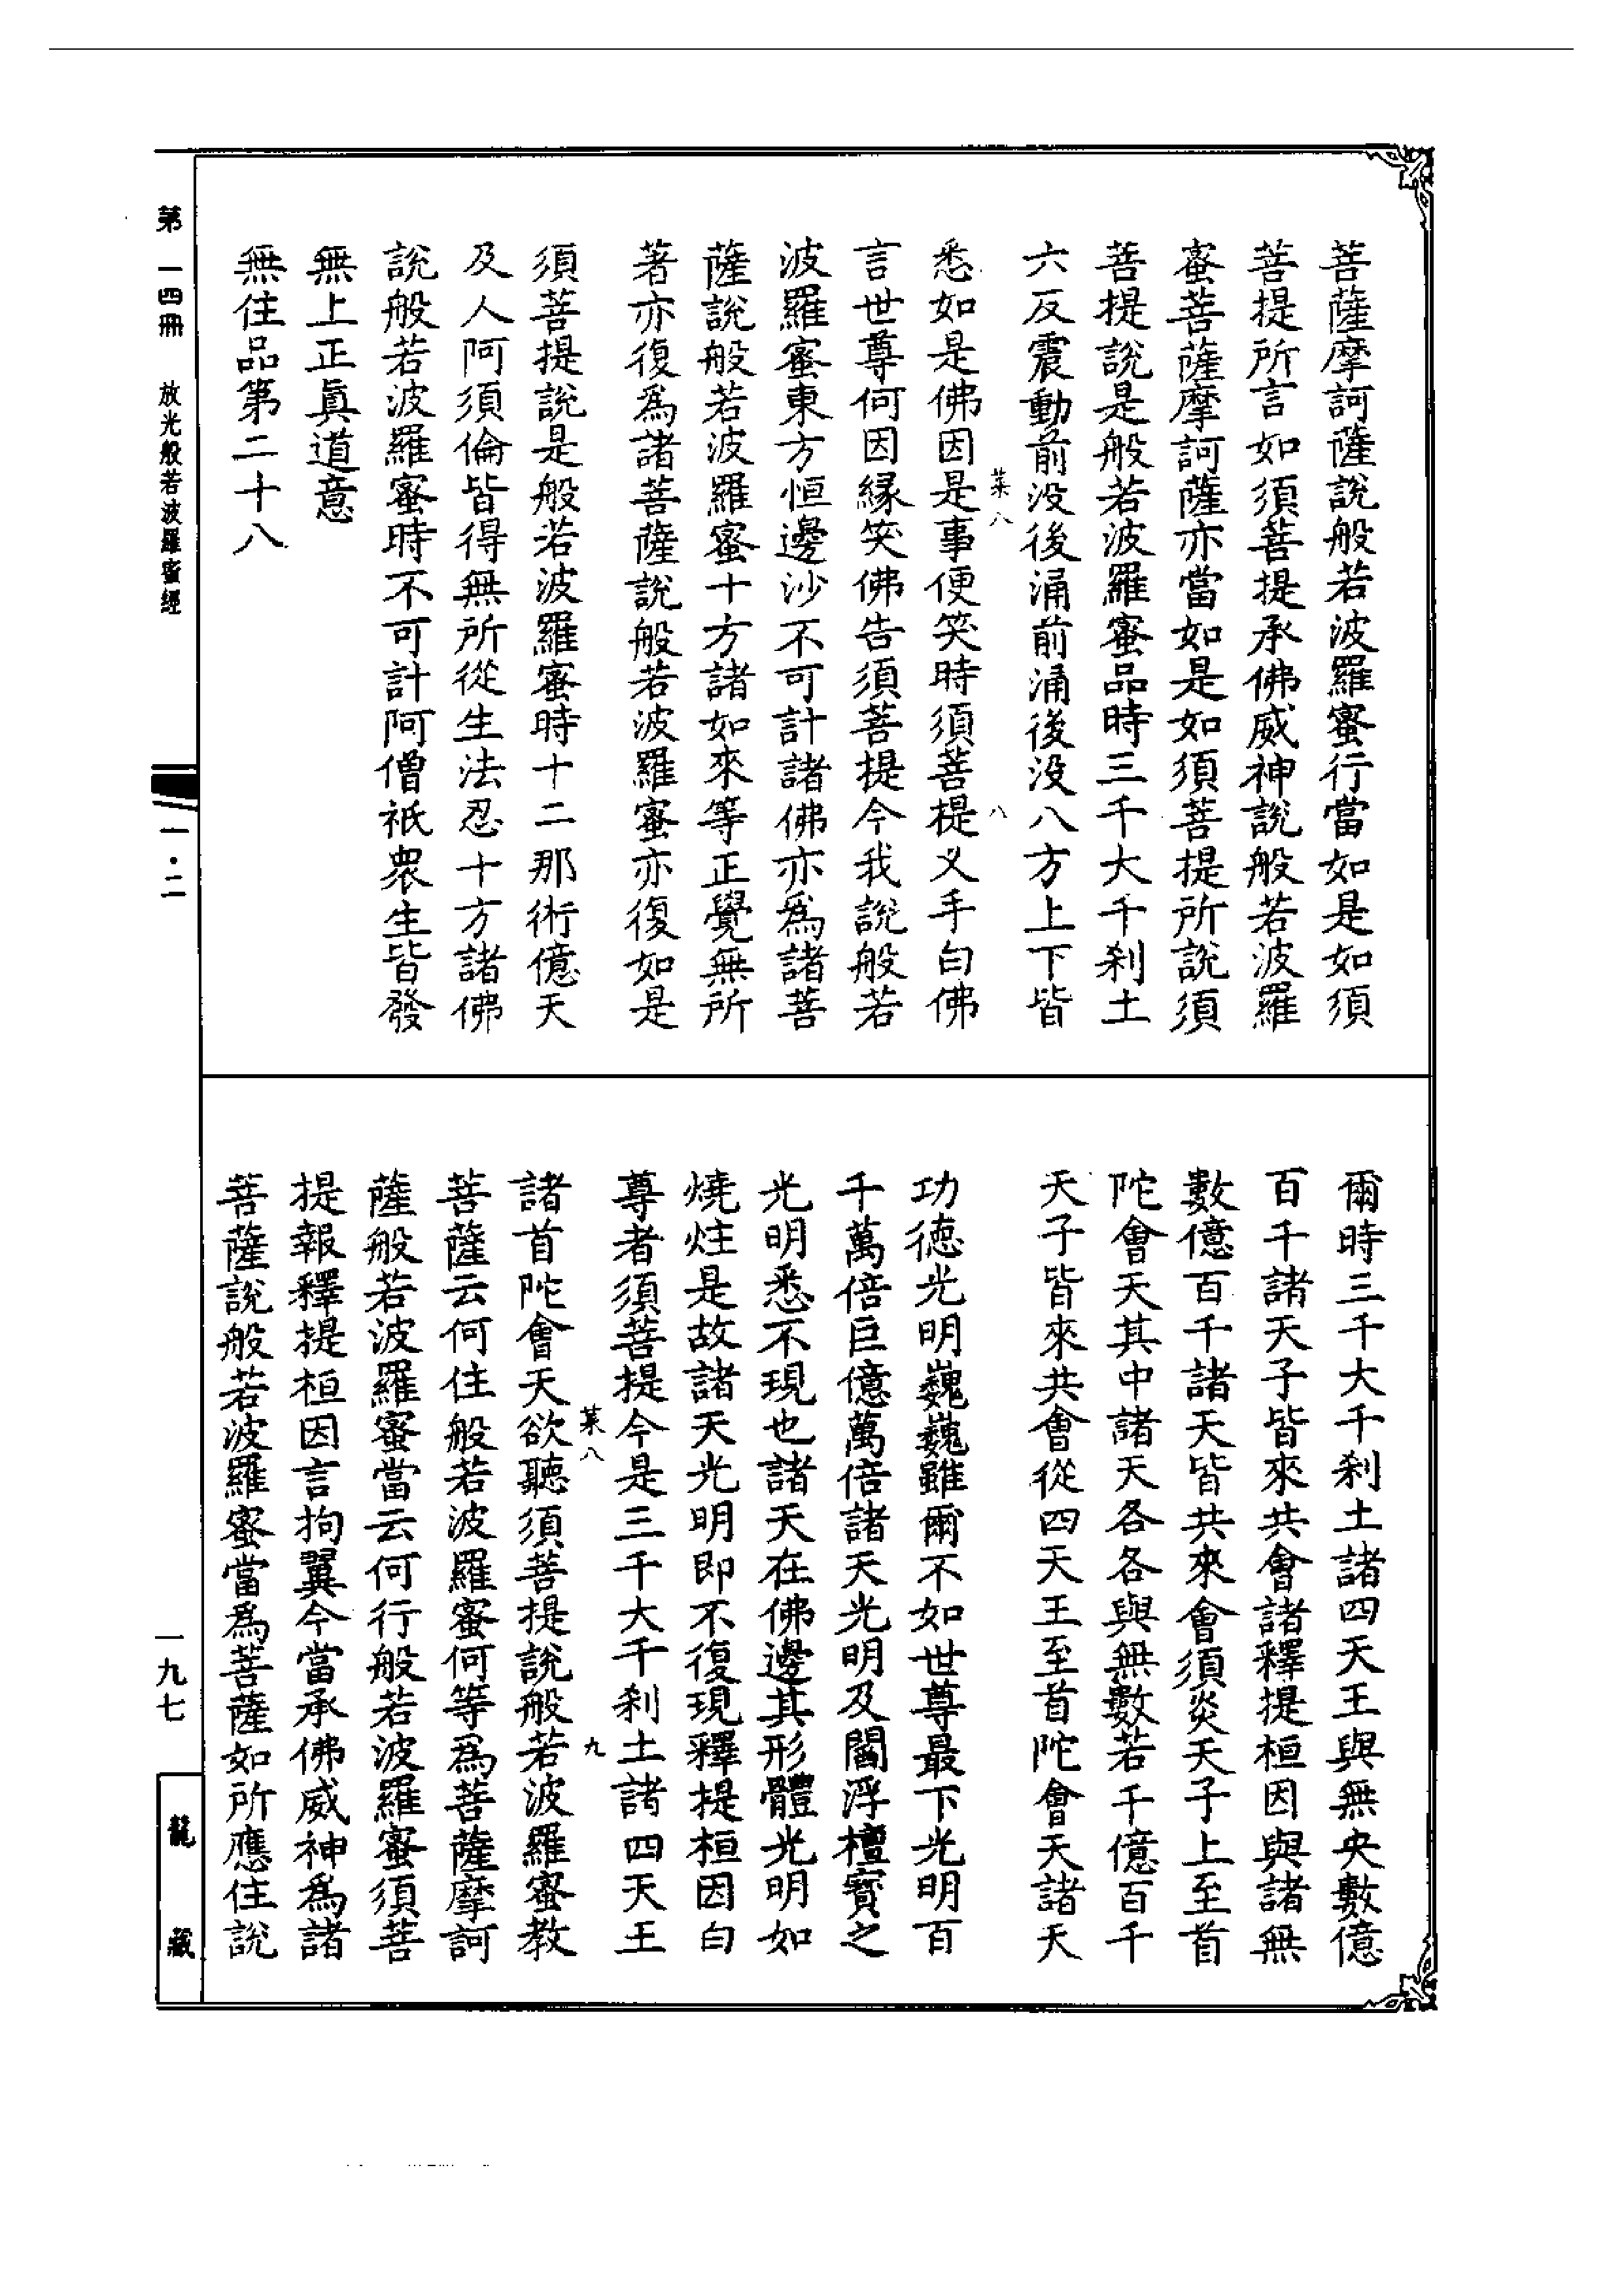 菩薩摩訶薩說般若波羅蜜行當如是如須
菩提所言如須菩提承佛威神說般若波羅
蜜菩薩摩訶薩亦當如是如須菩提所說須
菩提說是般若波羅蜜品時三千大千刹土
六反震動前没後涌前涌後没八方上下皆
悉如是佛因是事便笑時須菩提叉手白佛
言世尊何因緣笑佛告須菩提今我說般若
波羅蜜東方恒邊沙不可計諸佛亦爲諸菩
薩說般若波羅蜜十方諸如來等正覺無所
著亦復爲諸菩薩說般若波羅蜜亦復如是
須菩提說是般若波羅蜜時十二那術億天
及人阿須倫皆得無所從生法忍十方諸佛
說般若波羅蜜時不可計阿僧祇衆生皆發
無上正眞道意
無住品第二十八
爾時三千大千刹土諸四天王與無央數億
百千諸天子皆來共會諸釋提桓因與諸無
數億百千諸天皆共來會須炎天子上至首
陀會天其中諸天各各與無數若千億百千
天子皆來共會從四天王至首陀會天諸天
功德光明巍巍雖爾不如世尊最下光明百
千萬倍巨億萬倍諸天光明及閻浮檀寳之
光明悉不現也諸天在佛邊其形體光明如
燒炷是故諸天光明即不復現釋提桓因白
尊者須菩提今是三千大千刹土諸四天王
諸首陀會天欲聽須菩提說般若波羅蜜教
菩薩云何住般若波羅蜜何等爲菩薩摩訶
薩般若波羅蜜當云何行般若波羅蜜須菩
提報釋提桓因言拘翼今當承佛威神爲諸
菩薩說般若波羅蜜當爲菩薩如所應住說
菜八
八
菜八
九
第一四冊 放光般若波羅蜜經
一·二
一九七
龍藏